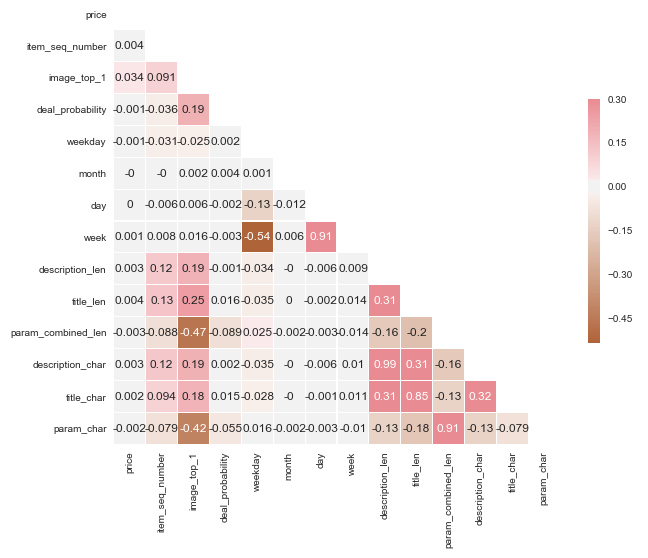 price
item_seq_number 0.004
image_top_1 0.034 0.091
deal_probability -0.001 -0.036 0.19
weekday -0.001 -0.031 -0.025 0.002
month -0 -0 0.002 0.004 0.001
day 0 -0.006 0.006 -0.002 -0.13 -0.012
week 0.001 0.008 0.016 -0.003 -0.54 0.006 0.91
description_len 0.003 0.12 0.19 -0.001 -0.034 -0 -0.006 0.009
title_len 0.004 0.13 0.25 0.016 -0.035 0 -0.002 0.014 0.31
param_combined_len -0.003 -0.088 -0.47 -0.089 0.025 -0.002 -0.003 -0.014 -0.16 -0.2
description_char 0.003 0.12 0.19 0.002 -0.035 -0 -0.006 0.01 0.99 0.31 -0.16
title_char 0.002 0.094 0.18 0.015 -0.028 -0 -0.001 0.011 0.31 0.85 -0.13 0.32
param_char -0.002 -0.079 -0.42 -0.055 0.016 -0.002 -0.003 -0.01 -0.13 -0.18 0.91 -0.13 -0.079
price
item_seq_number
image_top_1
deal_probability
weekday
month
day
week
description_len
title_len
param_combined_len
description_char
title_char
param_char
0.30
0.15
0.00
-0.15
-0.30
-0.45